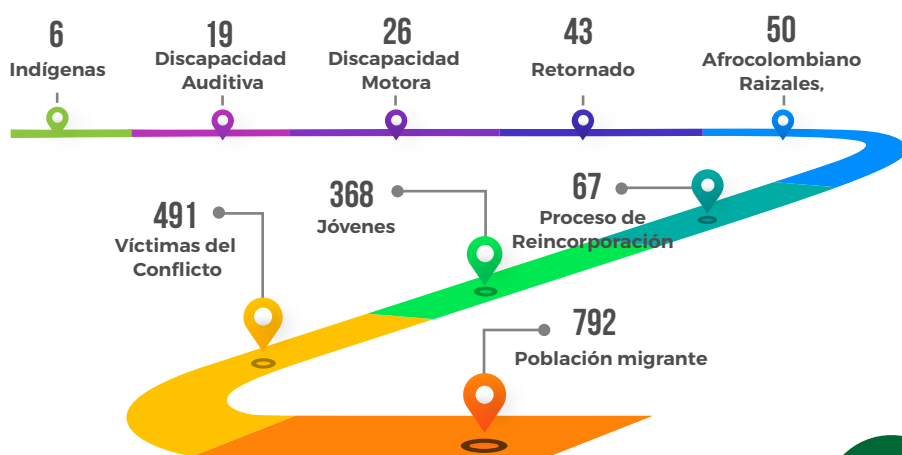 6
Indígenas
19
Discapacidad
Auditiva
26
Discapacidad
Motora
43
Retornado
50
Afrocolombiano
Raizales,
491
Víctimas del
Conflicto
368
Jóvenes
67
Proceso de
Reincorporación
792
Población migrante